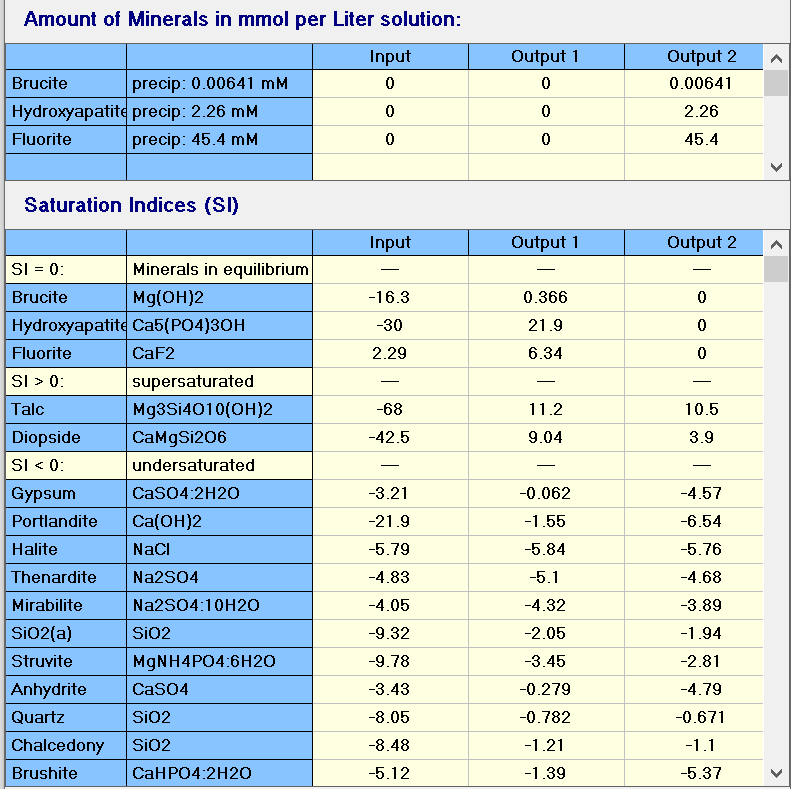 Amount of Minerals in mmol per Liter solution:
Input Output 1 Output 2
Brucite precip: 0.00641 mM 0 0 0.00641
Hydroxyapatite precip: 2.26 mM 0 0 2.26
Fluorite precip: 45.4 mM 0 0 45.4
Saturation Indices (SI)
Input Output 1 Output 2
SI = 0: Minerals in equilibrium — — —
Brucite Mg(OH)2 -16.3 0.366 0
Hydroxyapatite Ca5(PO4)3OH -30 21.9 0
Fluorite CaF2 2.29 6.34 0
SI > 0: supersaturated — — —
Talc Mg3Si4O10(OH)2 -68 11.2 10.5
Diopside CaMgSi2O6 -42.5 9.04 3.9
SI < 0: undersaturated — — —
Gypsum CaSO4:2H2O -3.21 -0.062 -4.57
Portlandite Ca(OH)2 -21.9 -1.55 -6.54
Halite NaCl -5.79 -5.84 -5.76
Thenardite Na2SO4 -4.83 -5.1 -4.68
Mirabilite Na2SO4:10H2O -4.05 -4.32 -3.89
SiO2(a) SiO2 -9.32 -2.05 -1.94
Struvite MgNH4PO4:6H2O -9.78 -3.45 -2.81
Anhydrite CaSO4 -3.43 -0.279 -4.79
Quartz SiO2 -8.05 -0.782 -0.671
Chalcedony SiO2 -8.48 -1.21 -1.1
Brushite CaHPO4:2H2O -5.12 -1.39 -5.37